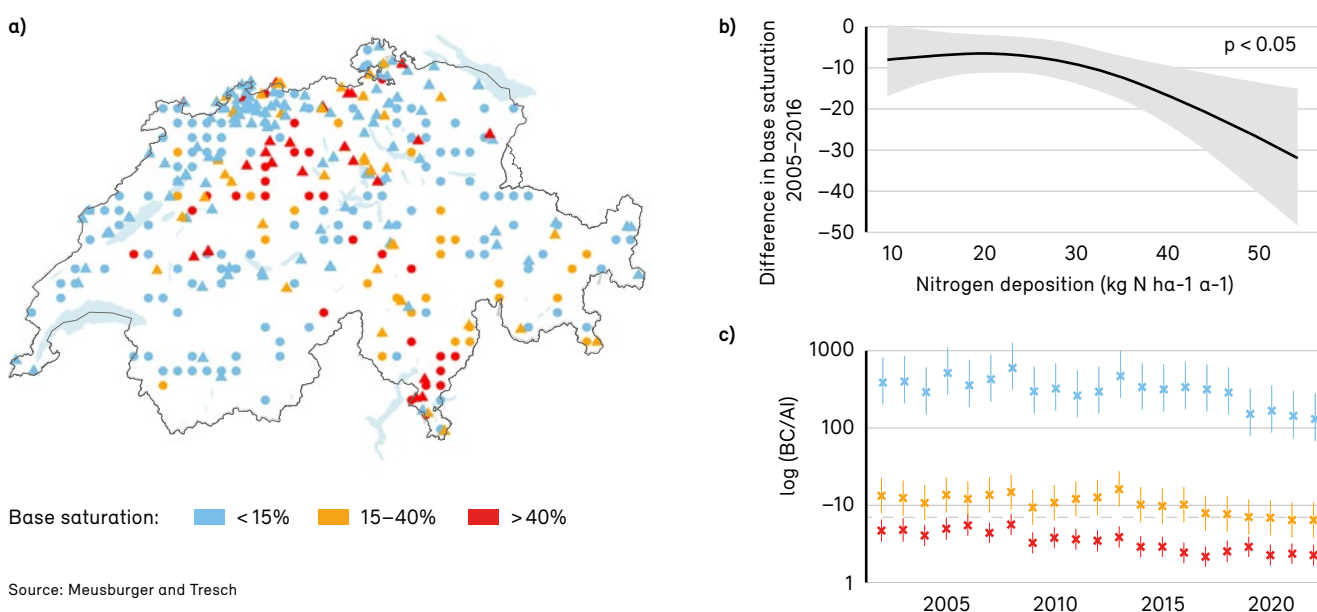 a)
Base saturation: < 15% 15–40% > 40%
Source: Meusburger and Tresch
b)
Difference in base saturation
2005–2016
0
–10
–20
–30
–40
–50
p < 0.05
10 20 30 40 50
Nitrogen deposition (kg N ha-1 a-1)
c)
log (BC/Al)
1000
100
–10
1
2005 2010 2015 2020